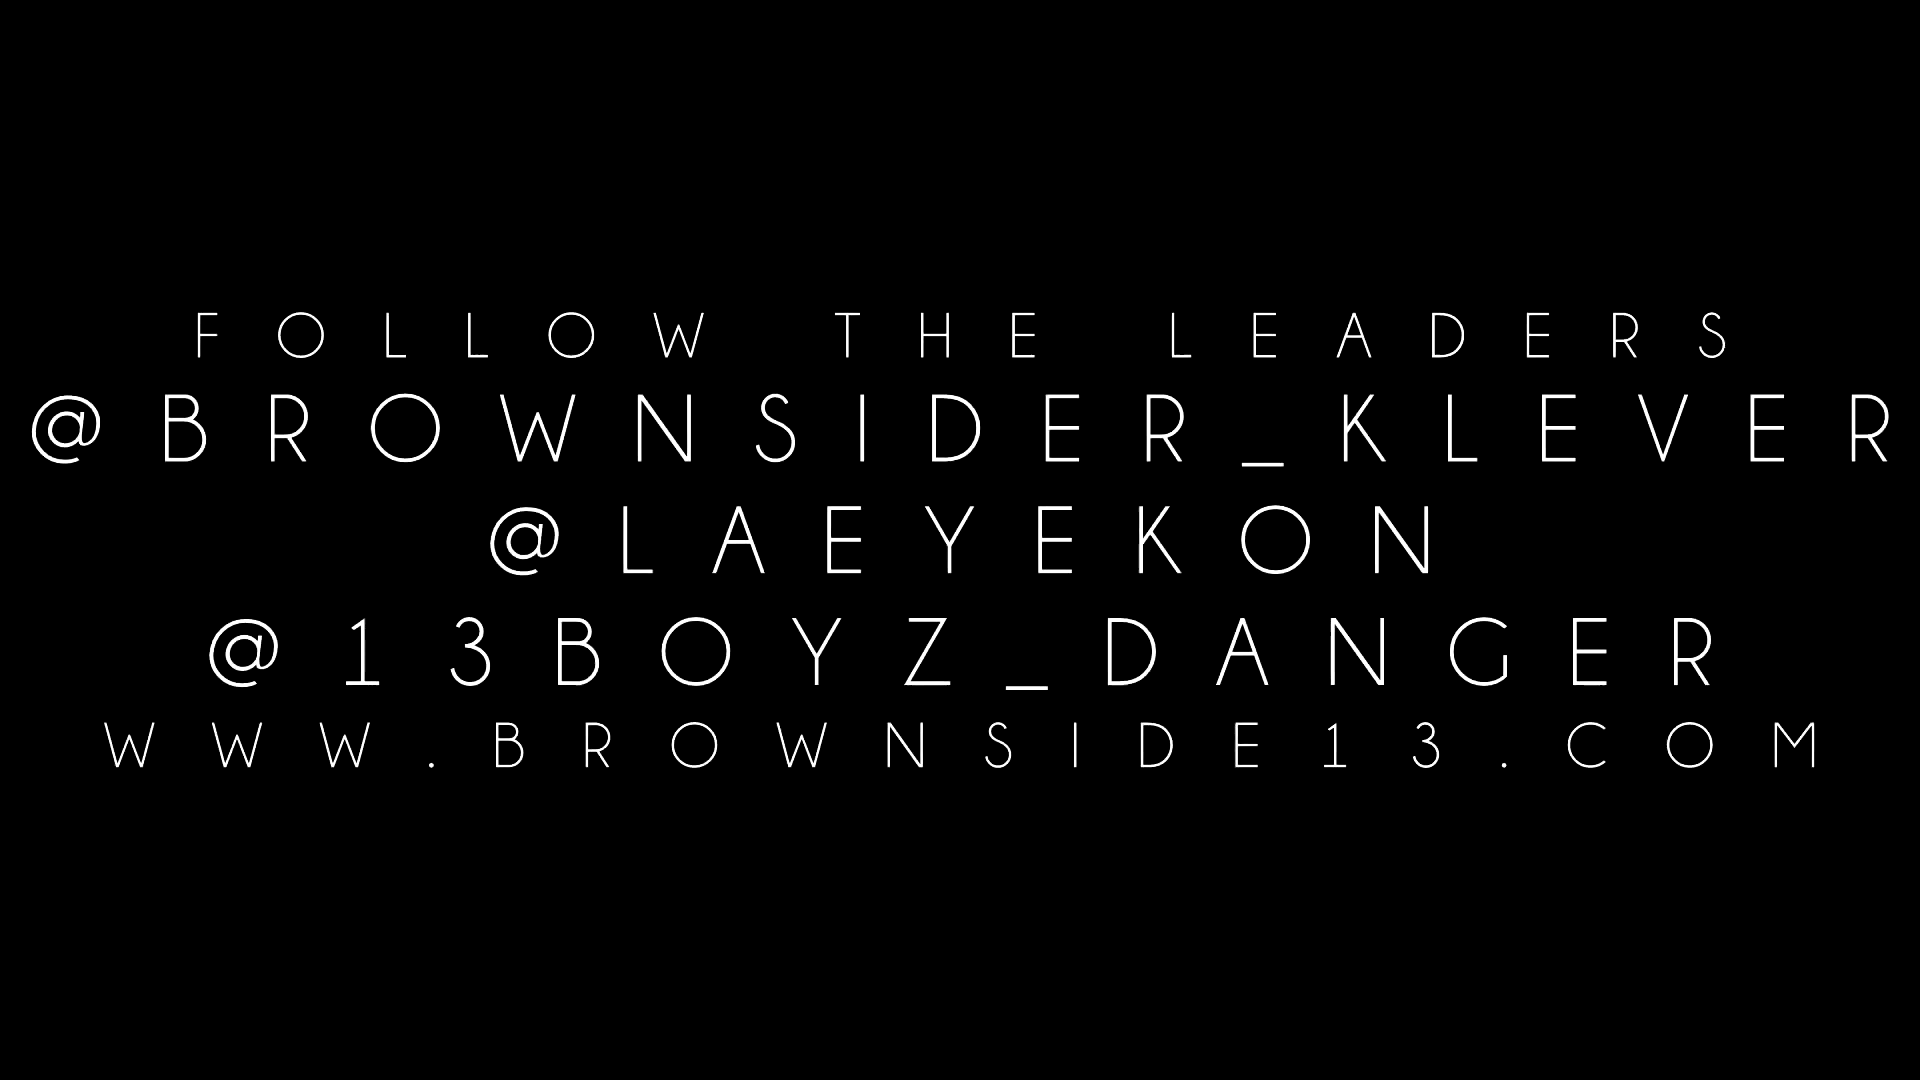 FOLLOW THE LEADERS
@BROWNSIDER_KLEVER
@LAEYEKON
@13BOYZ_DANGER
WWW.BROWNSIDE13.COM